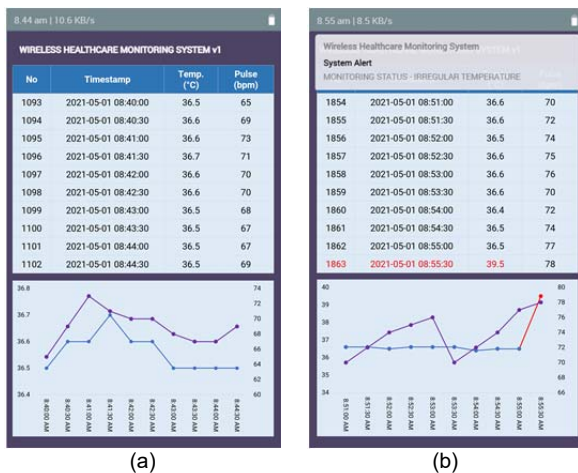 8.44 am | 10.6 KB/s
WIRELESS HEALTHCARE MONITORING SYSTEM v1
No Timestamp Temp. (°C) Pulse (bpm)
1093 2021-05-01 08:40:00 36.5 65
1094 2021-05-01 08:40:30 36.6 69
1095 2021-05-01 08:41:00 36.6 73
1096 2021-05-01 08:41:30 36.7 71
1097 2021-05-01 08:42:00 36.6 70
1098 2021-05-01 08:42:30 36.6 70
1099 2021-05-01 08:43:00 36.5 68
1100 2021-05-01 08:43:30 36.5 67
1101 2021-05-01 08:44:00 36.5 67
1102 2021-05-01 08:44:30 36.5 69
36.8 74
72
36.7 70
68
36.6 66
64
36.5 62
36.4 60
8:40:00 AM
8:40:30 AM
8:41:00 AM
8:41:30 AM
8:42:00 AM
8:42:30 AM
8:43:00 AM
8:43:30 AM
8:44:00 AM
8:44:30 AM
(a)
8.55 am | 8.5 KB/s
Wireless Healthcare Monitoring System
System Alert
MONITORING STATUS - IRREGULAR TEMPERATURE
1854 2021-05-01 08:51:00 36.6 70
1855 2021-05-01 08:51:30 36.6 72
1856 2021-05-01 08:52:00 36.5 74
1857 2021-05-01 08:52:30 36.6 75
1858 2021-05-01 08:53:00 36.6 76
1859 2021-05-01 08:53:30 36.6 70
1860 2021-05-01 08:54:00 36.4 72
1861 2021-05-01 08:54:30 36.5 74
1862 2021-05-01 08:55:00 36.5 77
1863 2021-05-01 08:55:30 39.5 78
40 80
39 78
38 76
74
37 72
36 70
35 68
34 66
8:51:00 AM
8:51:30 AM
8:52:00 AM
8:52:30 AM
8:53:00 AM
8:53:30 AM
8:54:00 AM
8:54:30 AM
8:55:00 AM
8:55:30 AM
(b)